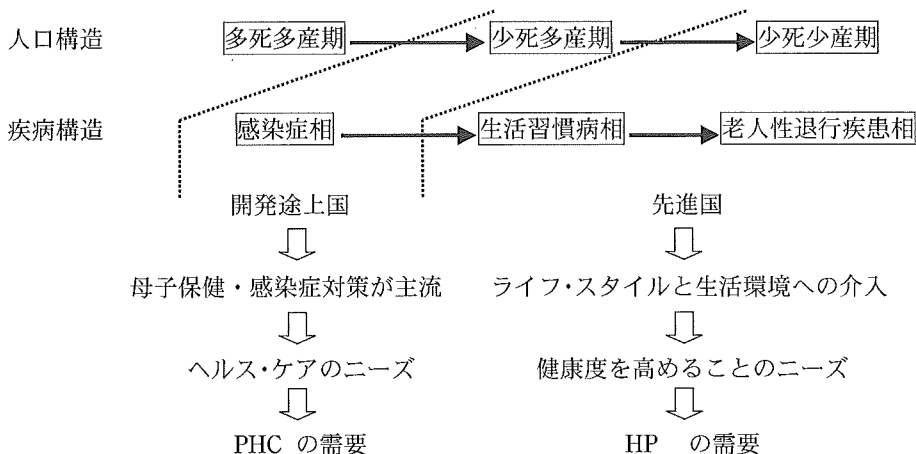 人口構造 多死多産期 少死多産期 少死少産期
疾病構造 感染症相 生活習慣病相 老人性退行疾患相
開発途上国 先進国
母子保健・感染症対策が主流 ライフ・スタイルと生活環境への介入
ヘルス・ケアのニーズ 健康度を高めることのニーズ
PHC の需要 HP の需要